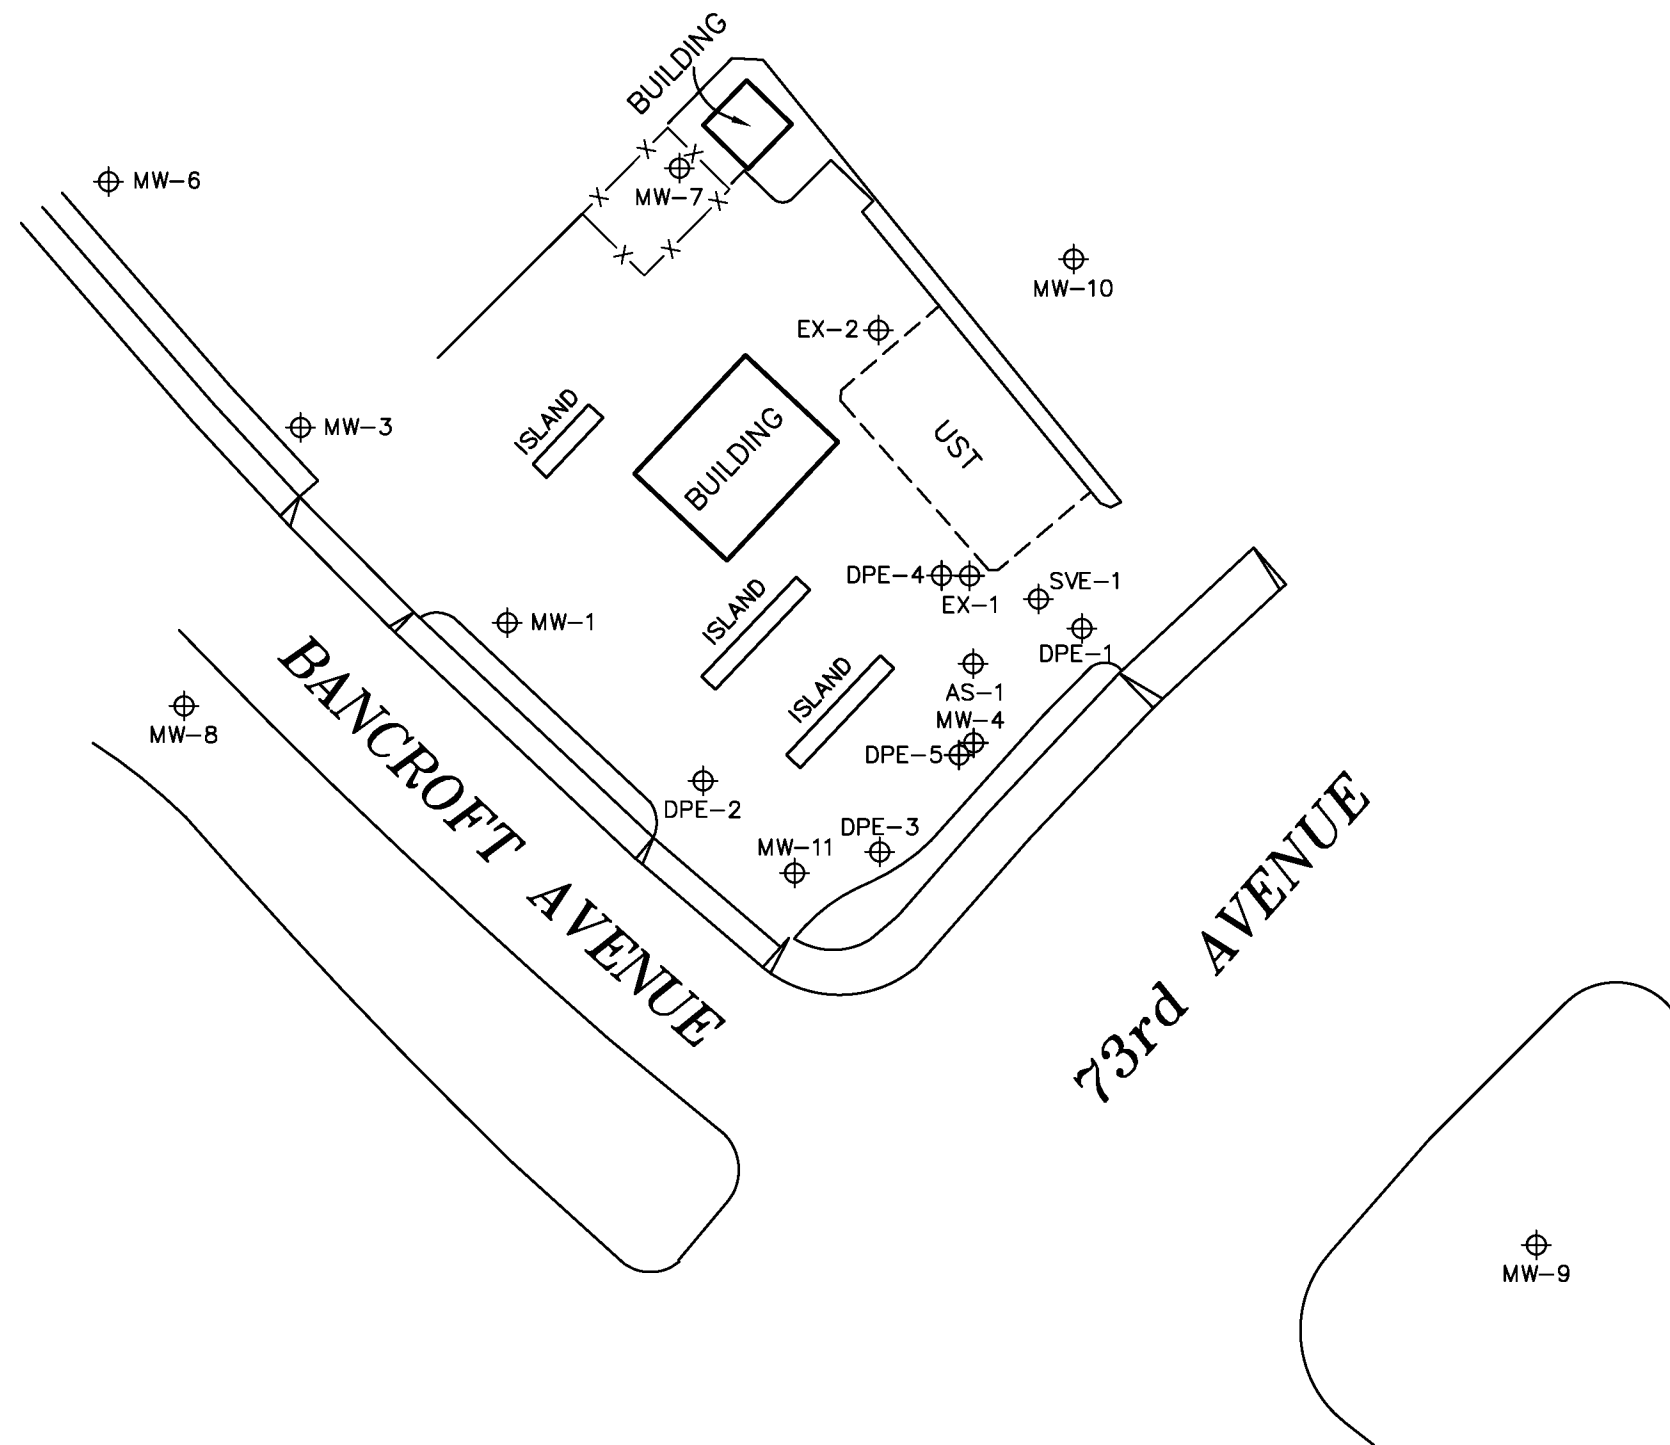 BUILDING
MW-6
MW-7
MW-10
EX-2
ISLAND
MW-3
BUILDING
UST
DPE-4
EX-1
SVE-1
MW-1
ISLAND
DPE-1
ISLAND
AS-1
MW-8
MW-4
DPE-5
DPE-2
DPE-3
MW-11
BANCROFT AVENUE
73rd AVENUE
MW-9